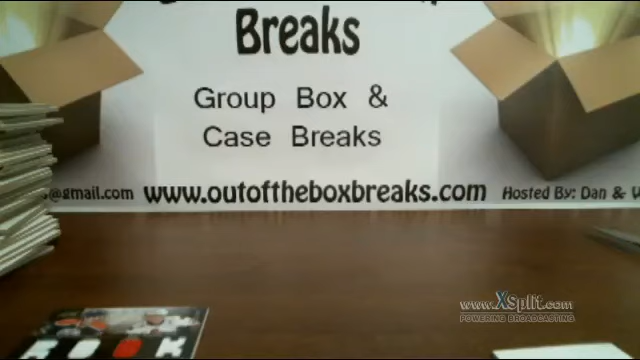 Breaks
Group Box &
Case Breaks
@gmail.com www.outoftheboxbreaks.com Hosted By: Dan &
www.XSplit.com
POWERING BROADCASTING